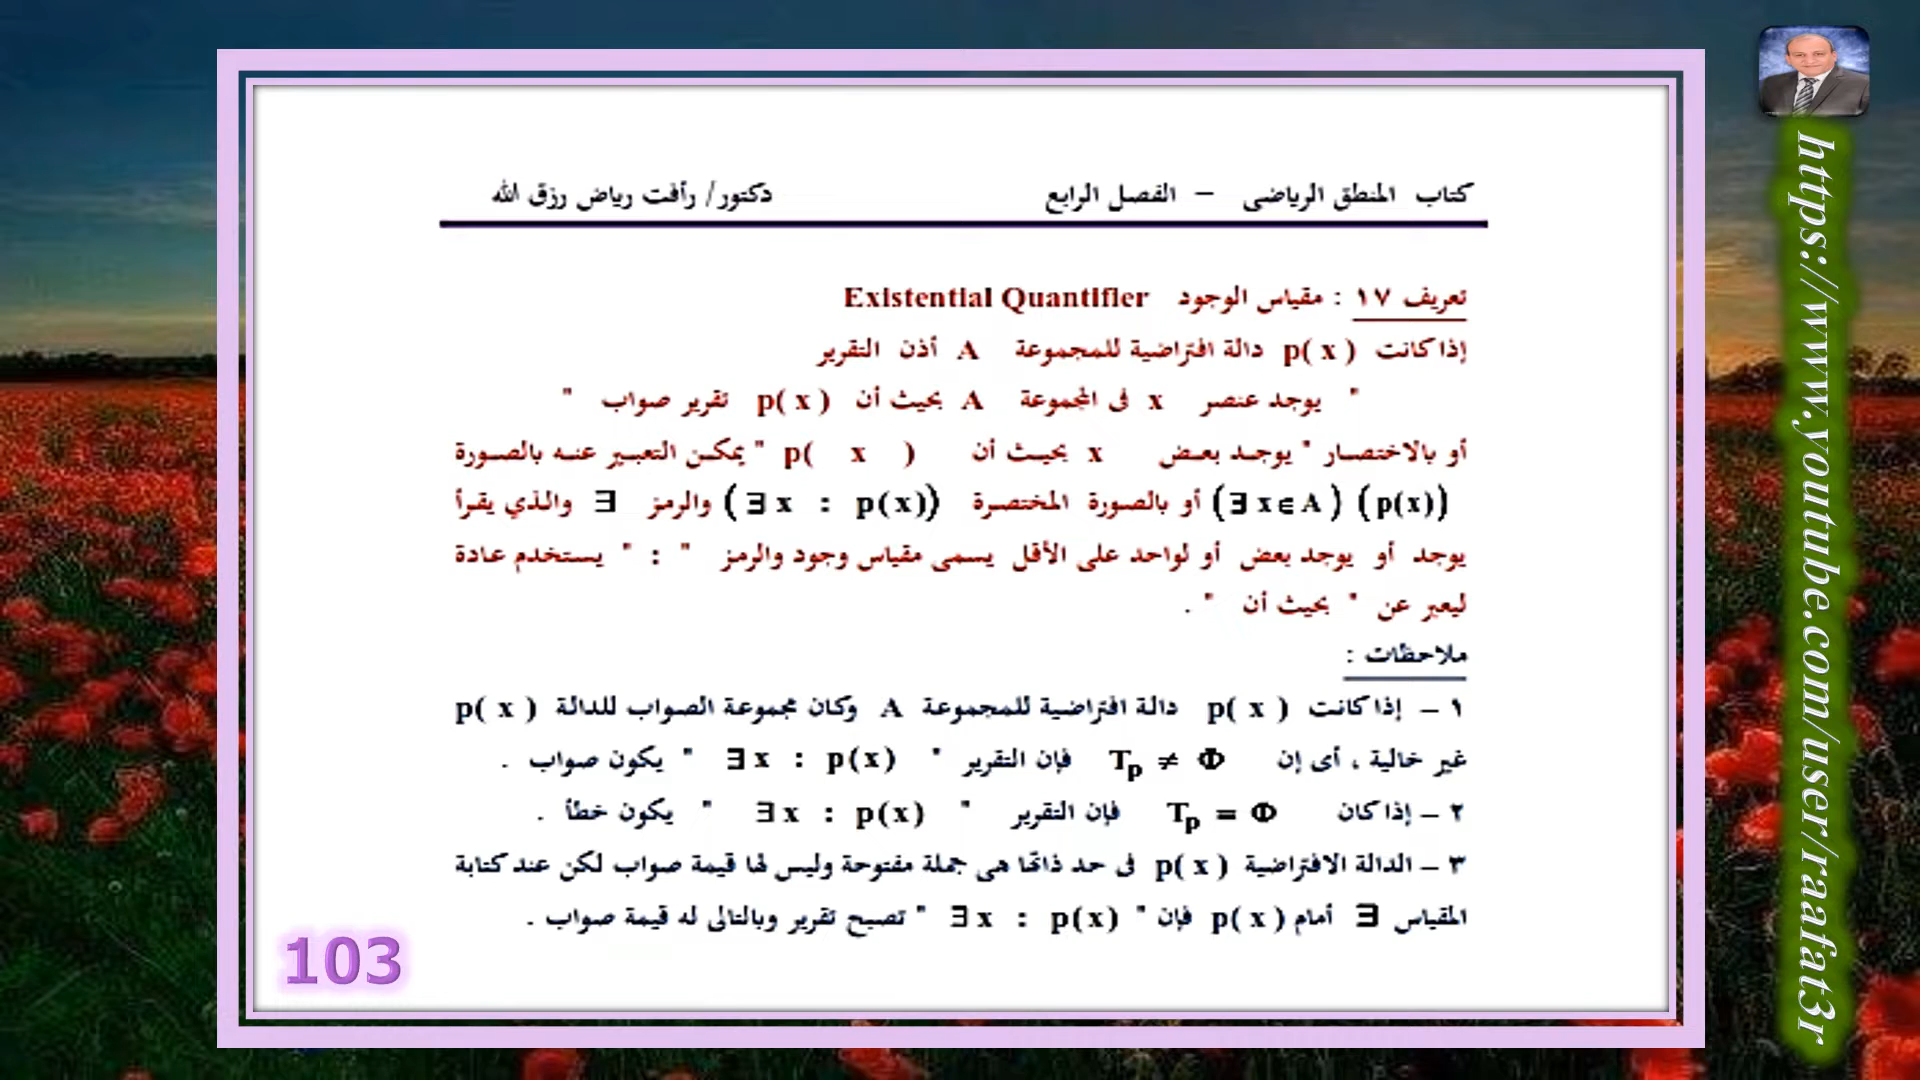 كتاب المنطق الرياضى – الفصل الرابع دكتور/ رأفت رياض رزق الله
تعريف ١٧ : مقياس الوجود Existential Quantifier
إذا كانت p( x ) دالة افتراضية للمجموعة A أذن التقرير
" يوجد عنصر x فى المجموعة A بحيث أن p( x ) تقرير صواب "
أو بالاختصار " يوجد بعض x بحيث أن p( x ) " يمكن التعبير عنه بالصورة
(∃ x ∈ A ) (p(x)) أو بالصورة المختصرة (∃ x : p(x)) والرمز ∃ والذي يقرأ
يوجد أو يوجد بعض أو لواحد على الأقل يسمى مقياس وجود والرمز " : " يستخدم عادة
ليعبر عن " بحيث أن " .
ملاحظات :
١ – إذا كانت p( x ) دالة افتراضية للمجموعة A وكان مجموعة الصواب للدالة p( x )
غير خالية ، أى إن Tp ≠ Φ فإن التقرير " ∃ x : p(x) " يكون صواب .
٢ – إذا كان Tp = Φ فإن التقرير " ∃ x : p(x) " يكون خطأ .
٣ – الدالة الافتراضية p( x ) فى حد ذاتها هى جملة مفتوحة وليس لها قيمة صواب لكن عند كتابة
المقياس ∃ أمام p( x ) فإن " ∃ x : p(x) " تصبح تقرير وبالتالى له قيمة صواب .
103
https://www.youtube.com/user/raafat3r